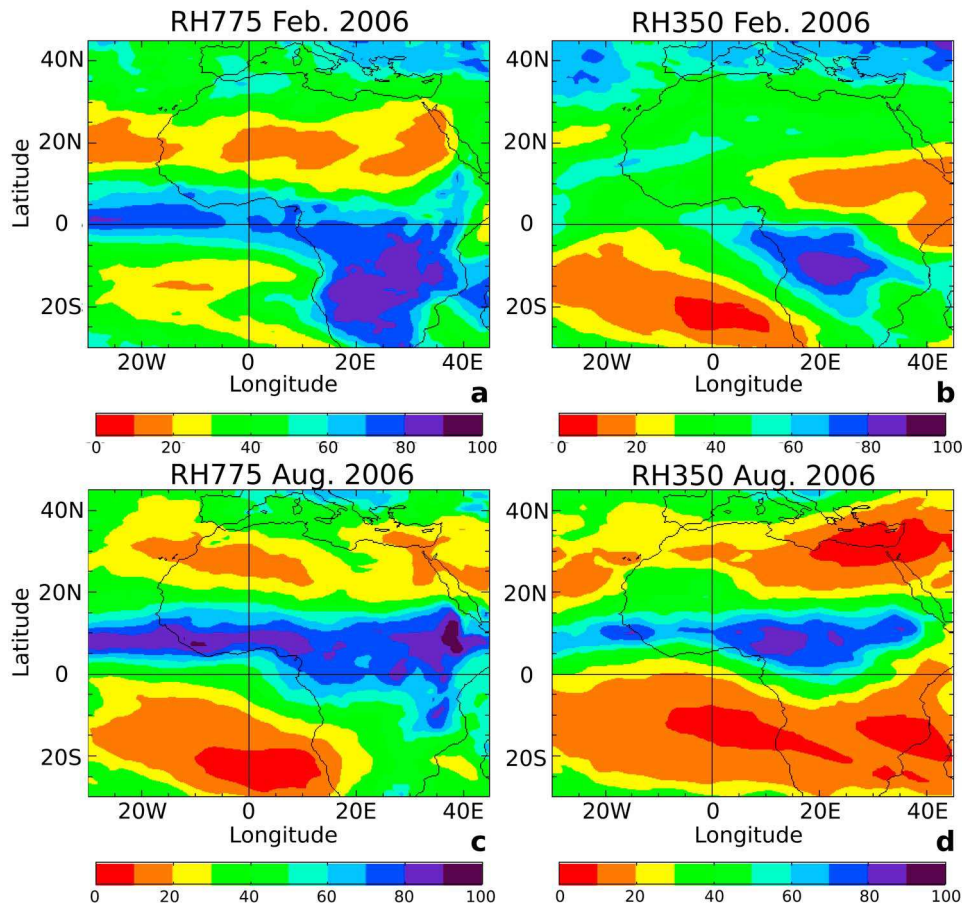 RH775 Feb. 2006
RH350 Feb. 2006
40N
20N
0
20S
Latitude
20W 0 20E 40E
Longitude
a
40N
20N
0
20S
20W 0 20E 40E
Longitude
b
0 20 40 60 80 100
0 20 40 60 80 100
RH775 Aug. 2006
RH350 Aug. 2006
40N
20N
0
20S
Latitude
20W 0 20E 40E
Longitude
c
40N
20N
0
20S
20W 0 20E 40E
Longitude
d
0 20 40 60 80 100
0 20 40 60 80 100